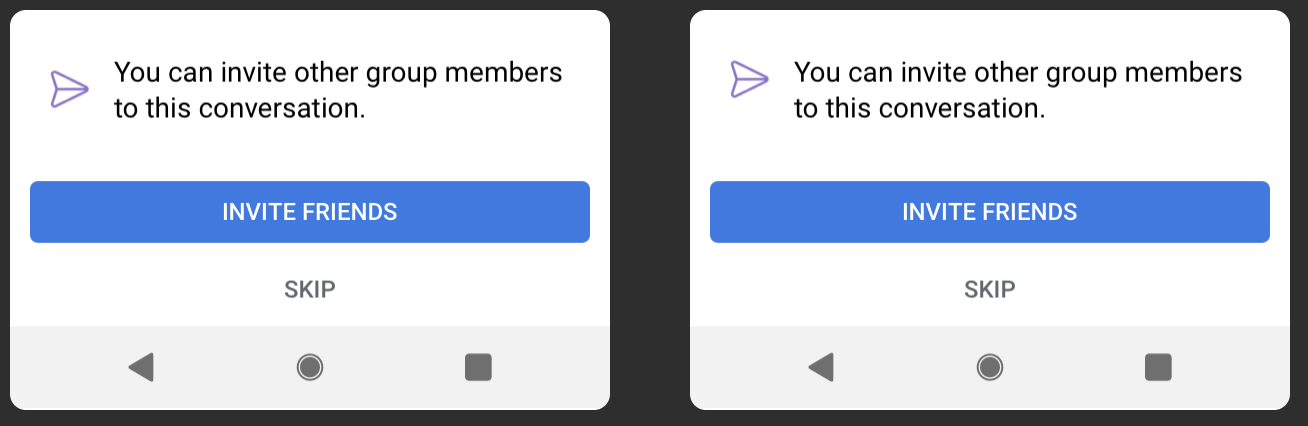 You can invite other group members
to this conversation.
INVITE FRIENDS
SKIP
You can invite other group members
to this conversation.
INVITE FRIENDS
SKIP